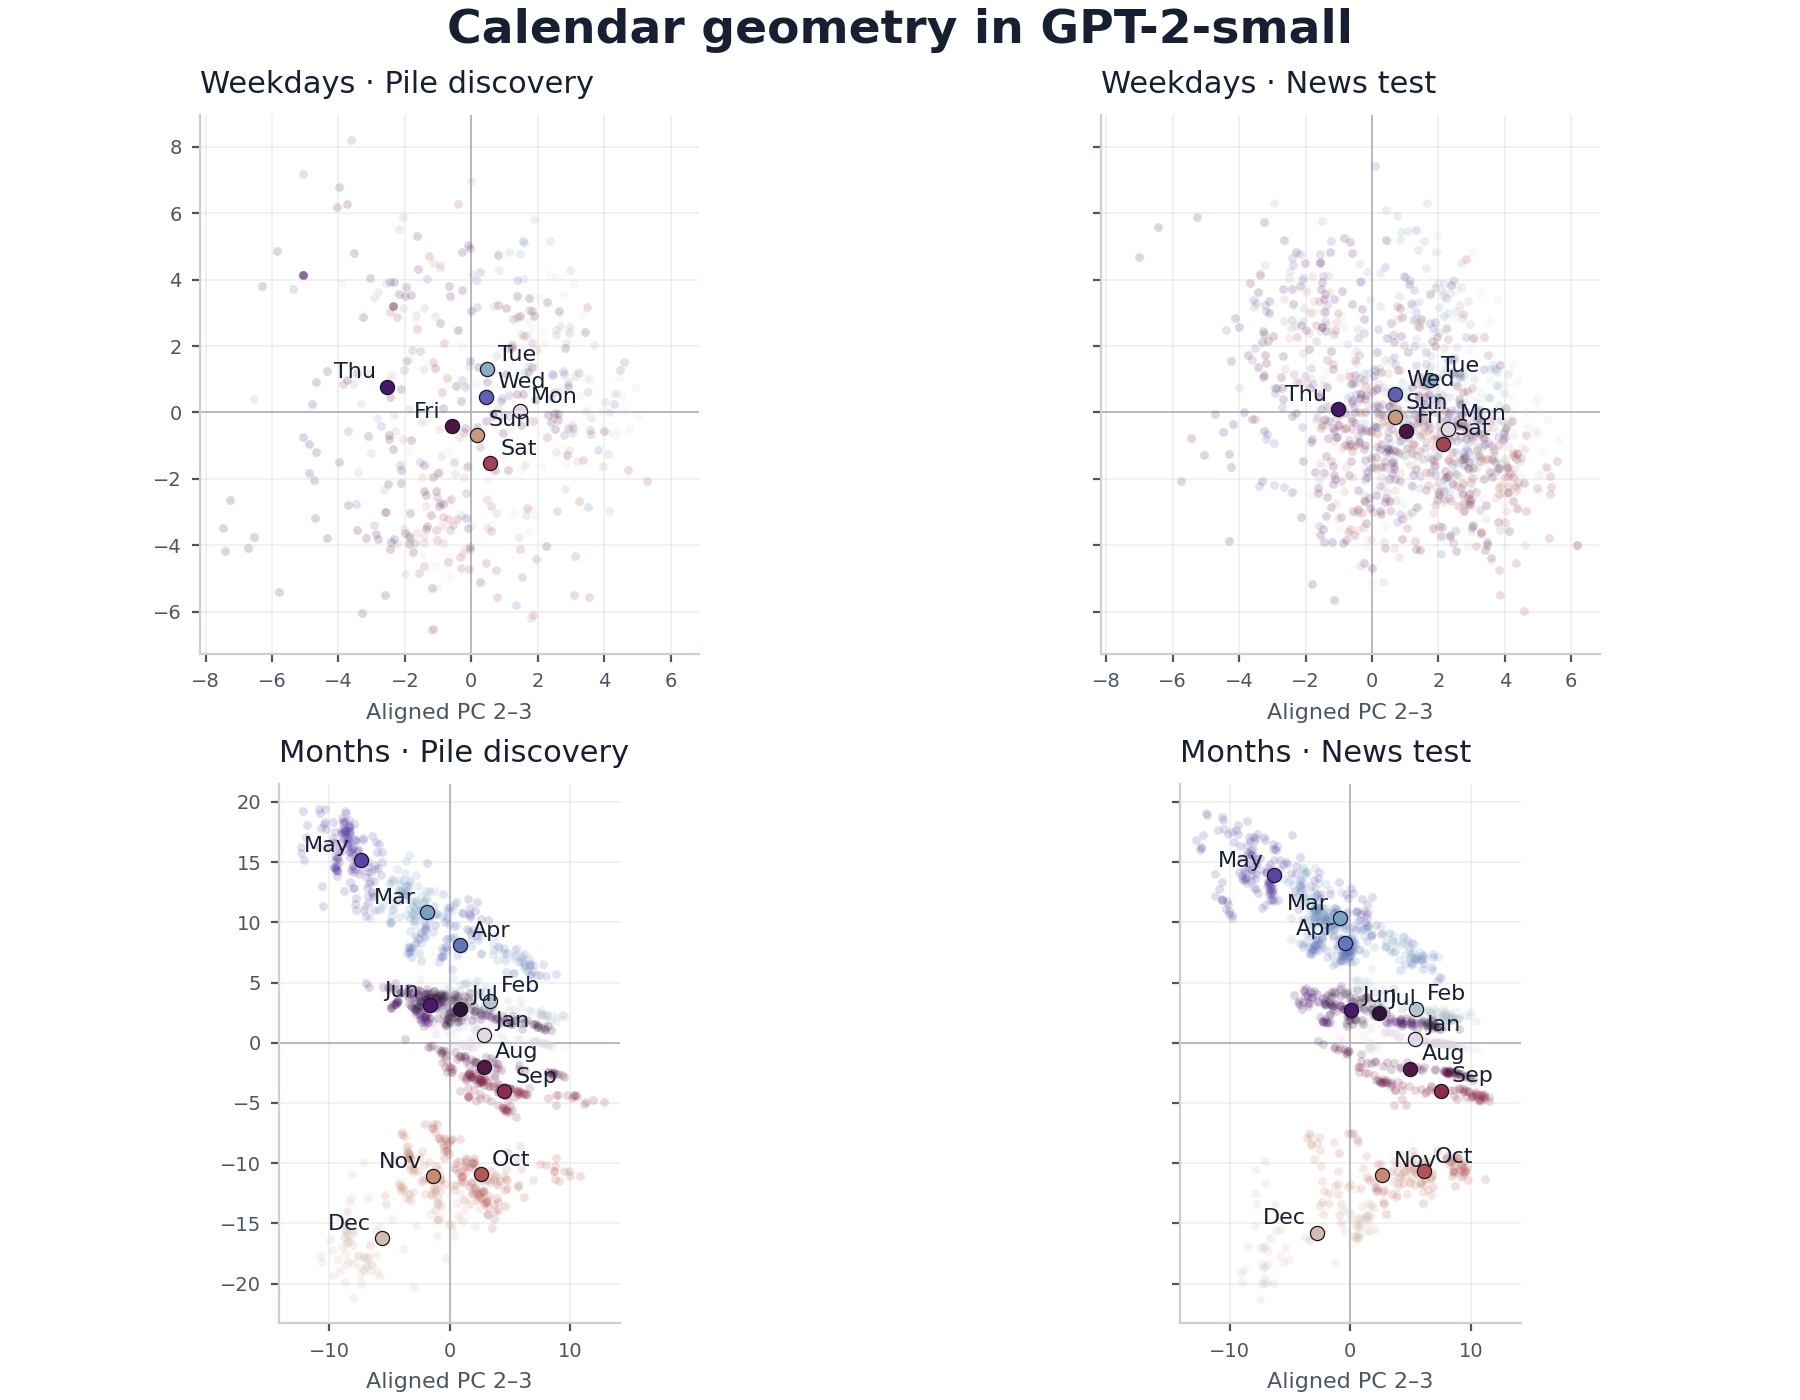 Calendar geometry in GPT-2-small
Weekdays · Pile discovery
Weekdays · News test
8
6
4
2
0
−2
−4
−6
Thu
Tue
Wed
Mon
Fri
Sun
Sat
−8 −6 −4 −2 0 2 4 6
Aligned PC 2–3
Tue
Wed
Thu
Sun
Fri
Mon
Sat
−8 −6 −4 −2 0 2 4 6
Aligned PC 2–3
Months · Pile discovery
Months · News test
20
15
10
5
0
−5
−10
−15
−20
May
Mar
Apr
Feb
Jun
Jul
Jan
Aug
Sep
Nov
Oct
Dec
−10 0 10
Aligned PC 2–3
May
Mar
Apr
Jun
Jul
Feb
Jan
Aug
Sep
Nov
Oct
Dec
−10 0 10
Aligned PC 2–3